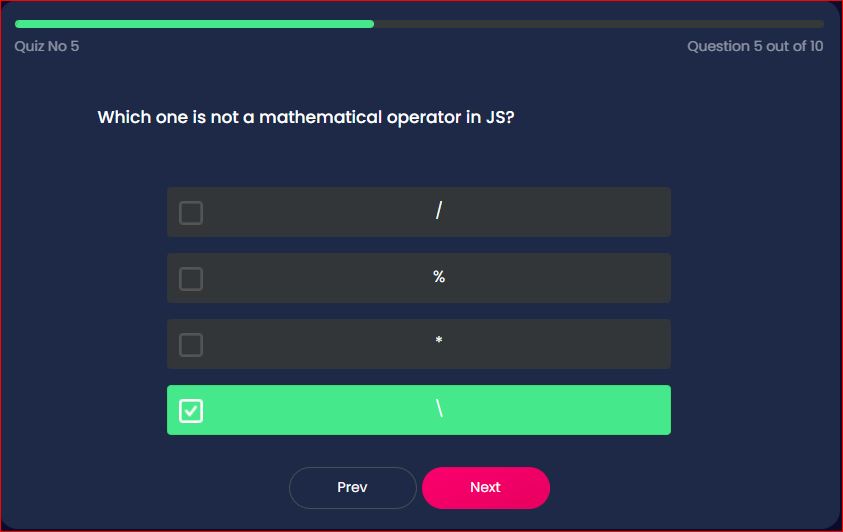 Quiz No 5
Question 5 out of 10
Which one is not a mathematical operator in JS?
/
%
*
\
Prev
Next